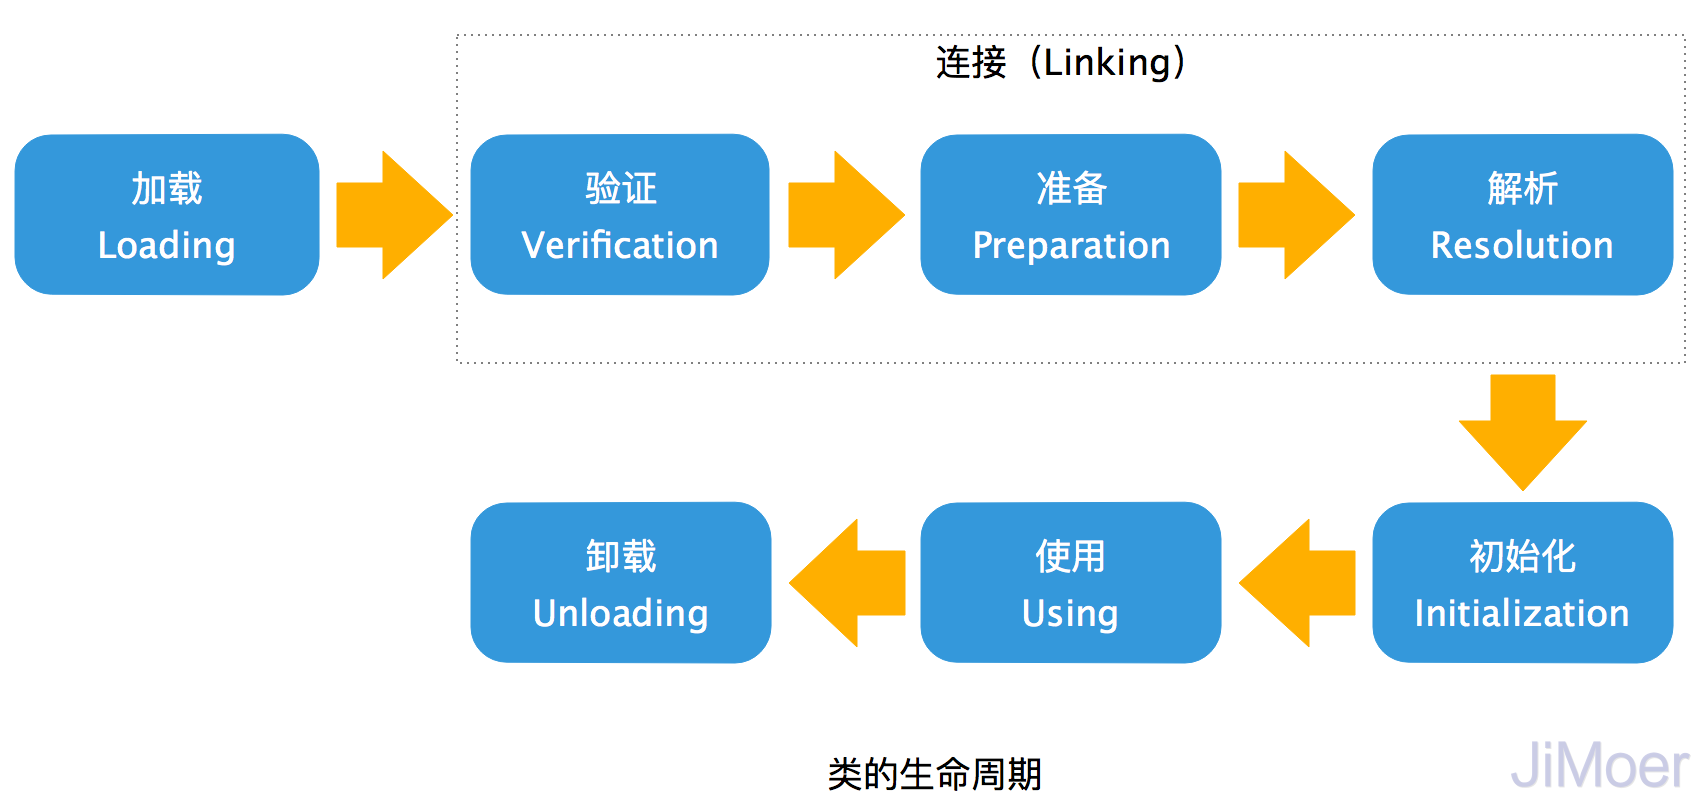 连接（Linking）
加载
Loading
验证
Verification
准备
Preparation
解析
Resolution
卸载
Unloading
使用
Using
初始化
Initialization
类的生命周期
JiMoer